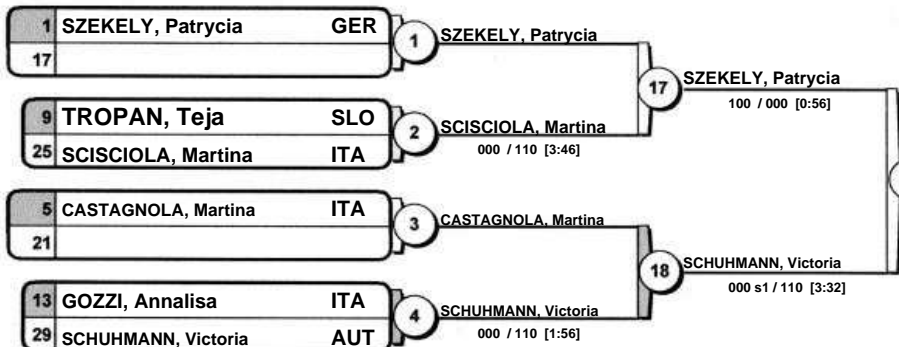 1 SZEKELY, Patrycia GER
17
1 SZEKELY, Patrycia
9 TROPAN, Teja SLO
25 SCISCIOLA, Martina ITA
2 SCISCIOLA, Martina
000 / 110 [3:46]
17 SZEKELY, Patrycia
100 / 000 [0:56]
5 CASTAGNOLA, Martina ITA
21
3 CASTAGNOLA, Martina
13 GOZZI, Annalisa ITA
29 SCHUHMANN, Victoria AUT
4 SCHUHMANN, Victoria
000 / 110 [1:56]
18 SCHUHMANN, Victoria
000 s1 / 110 [3:32]